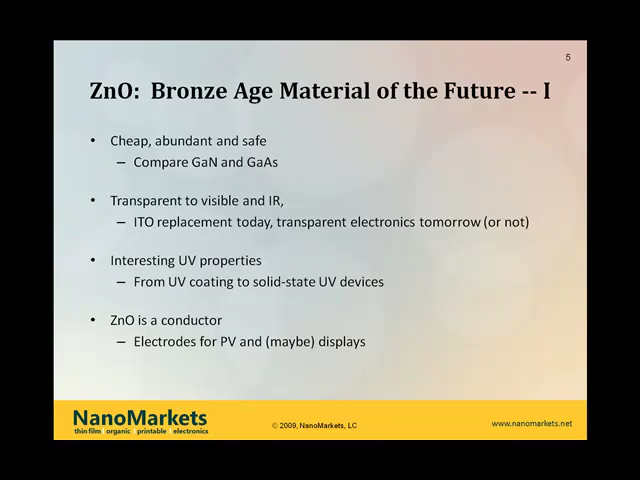 5
ZnO: Bronze Age Material of the Future -- I
• Cheap, abundant and safe
– Compare GaN and GaAs
• Transparent to visible and IR,
– ITO replacement today, transparent electronics tomorrow (or not)
• Interesting UV properties
– From UV coating to solid-state UV devices
• ZnO is a conductor
– Electrodes for PV and (maybe) displays
NanoMarkets
thin film | organic | printable | electronics
© 2009, NanoMarkets, LC
www.nanomarkets.net